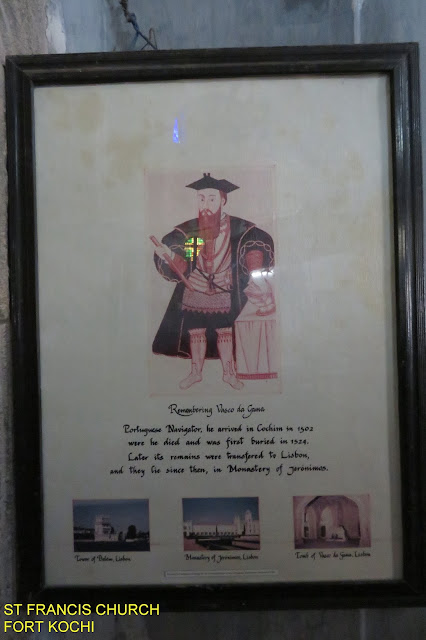 Remembering Vasco da Gama
Portuguese Navigator, he arrived in Cochim in 1502
were he died and was first buried in 1524.
Later its remains were transfered to Lisbon,
and they lie since then, in Monastery of Jerónimos.
Tower of Belém, Lisbon
Monastery of Jerónimos, Lisbon
Tomb of Vasco da Gama, Lisbon
ST FRANCIS CHURCH
FORT KOCHI